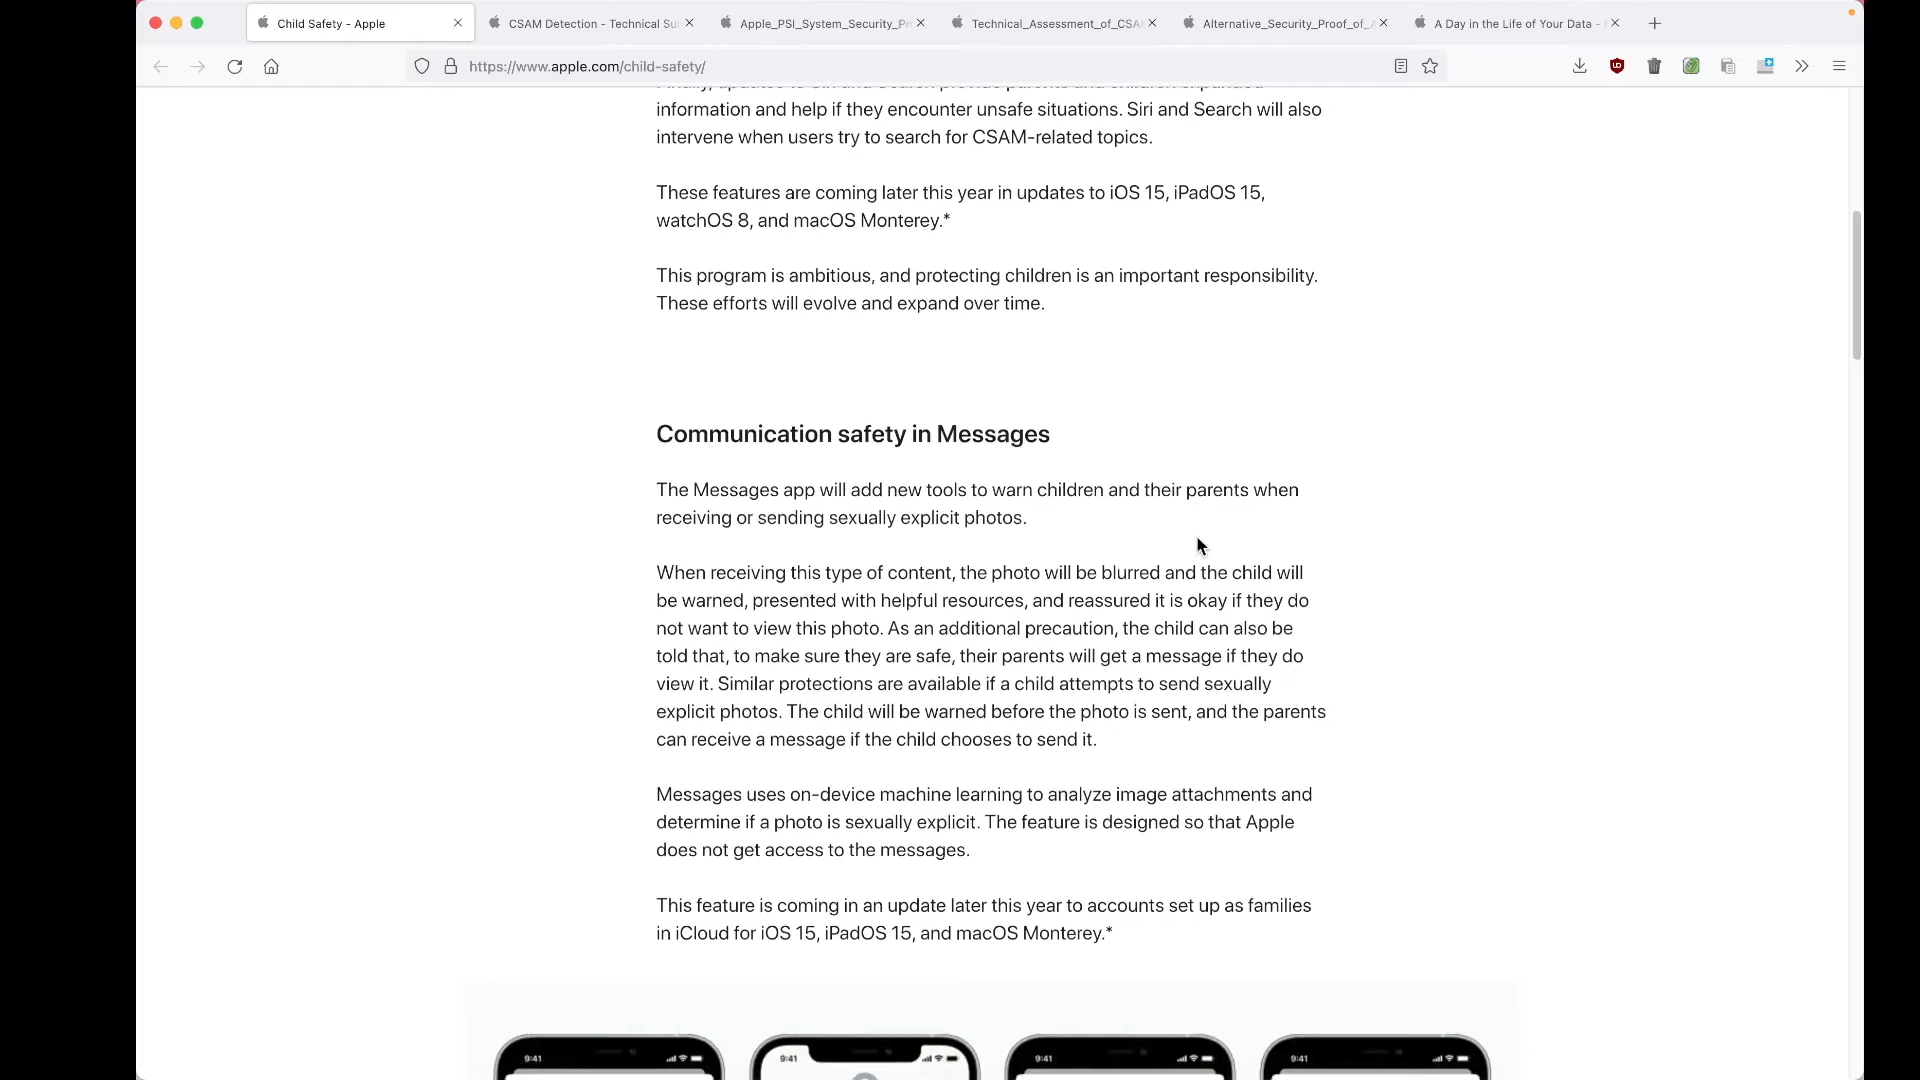 Child Safety - Apple
CSAM Detection - Technical Su
Apple_PSI_System_Security_Pr
Technical_Assessment_of_CSA
Alternative_Security_Proof_of_A
A Day in the Life of Your Data -
https://www.apple.com/child-safety/
Finally, updates to Siri and Search provide parents and children expanded
information and help if they encounter unsafe situations. Siri and Search will also
intervene when users try to search for CSAM-related topics.
These features are coming later this year in updates to iOS 15, iPadOS 15,
watchOS 8, and macOS Monterey.*
This program is ambitious, and protecting children is an important responsibility.
These efforts will evolve and expand over time.
Communication safety in Messages
The Messages app will add new tools to warn children and their parents when
receiving or sending sexually explicit photos.
When receiving this type of content, the photo will be blurred and the child will
be warned, presented with helpful resources, and reassured it is okay if they do
not want to view this photo. As an additional precaution, the child can also be
told that, to make sure they are safe, their parents will get a message if they do
view it. Similar protections are available if a child attempts to send sexually
explicit photos. The child will be warned before the photo is sent, and the parents
can receive a message if the child chooses to send it.
Messages uses on-device machine learning to analyze image attachments and
determine if a photo is sexually explicit. The feature is designed so that Apple
does not get access to the messages.
This feature is coming in an update later this year to accounts set up as families
in iCloud for iOS 15, iPadOS 15, and macOS Monterey.*
9:41
9:41
9:41
9:41